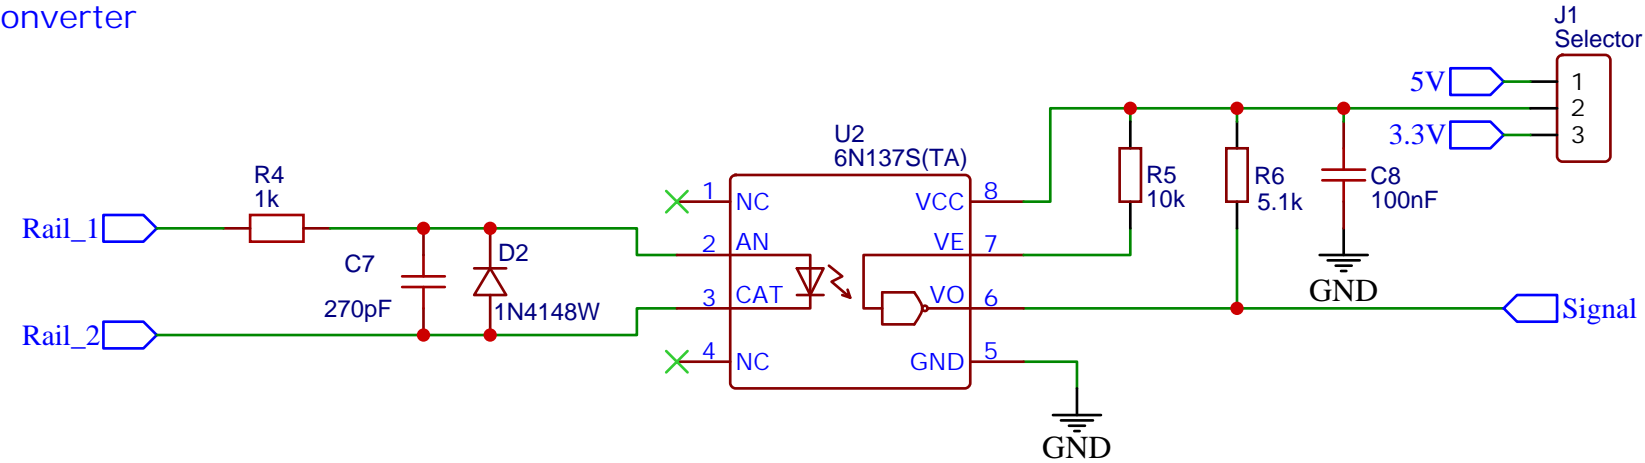 onverter
J1
Selector
5V
1
2
3.3V
3
U2
6N137S(TA)
R4
1k
R5
10k
R6
5.1k
C8
100nF
1
NC
VCC
8
Rail_1
2
AN
VE
7
C7
270pF
D2
1N4148W
3
CAT
VO
6
GND
Signal
Rail_2
4
NC
GND
5
GND